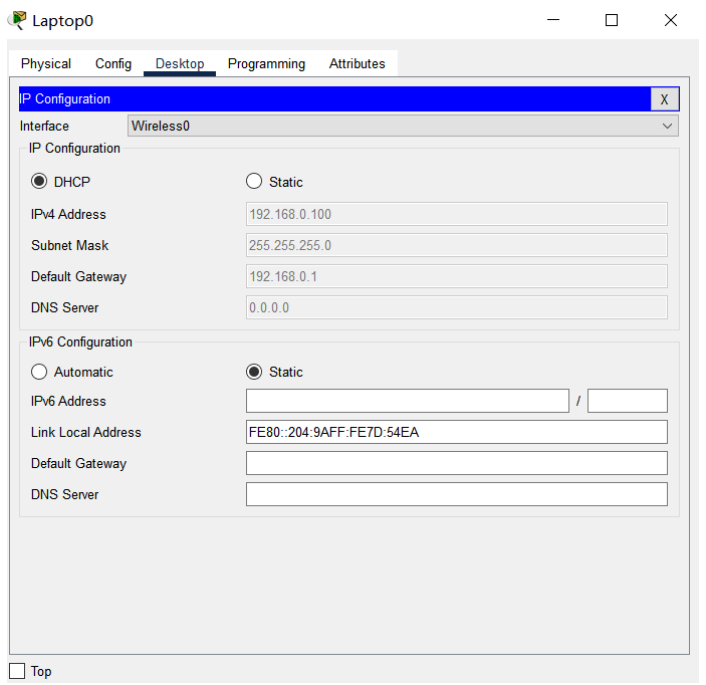 Laptop0
Physical Config Desktop Programming Attributes
IP Configuration X
Interface Wireless0
IP Configuration
DHCP Static
IPv4 Address 192.168.0.100
Subnet Mask 255.255.255.0
Default Gateway 192.168.0.1
DNS Server 0.0.0.0
IPv6 Configuration
Automatic Static
IPv6 Address /
Link Local Address FE80::204:9AFF:FE7D:54EA
Default Gateway
DNS Server
Top